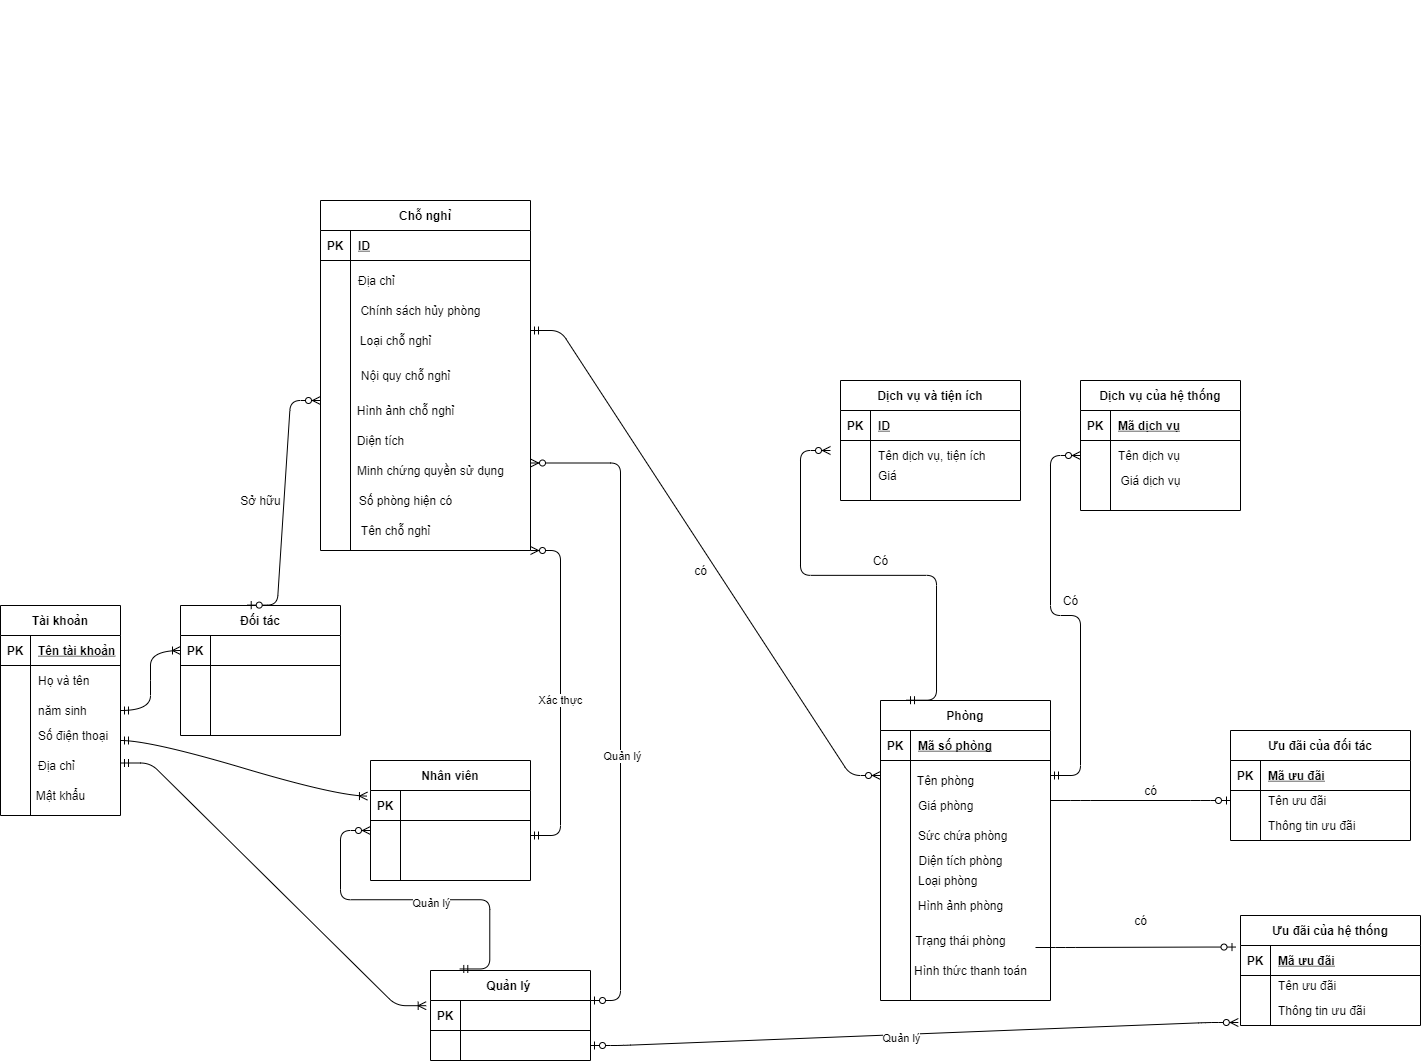 Chỗ nghỉ
PK ID
Địa chỉ
Chính sách hủy phòng
Loại chỗ nghỉ
Nội quy chỗ nghỉ
Hình ảnh chỗ nghỉ
Diện tích
Minh chứng quyền sử dụng
Số phòng hiện có
Tên chỗ nghỉ
Sở hữu
Dịch vụ và tiện ích
PK ID
Tên dịch vụ, tiện ích
Giá
Dịch vụ của hệ thống
PK Mã dịch vụ
Tên dịch vụ
Giá dịch vụ
có
Có
Có
Tài khoản
PK Tên tài khoản
Họ và tên
năm sinh
Số điện thoại
Địa chỉ
Mật khẩu
Đối tác
PK
Xác thực
Quản lý
Nhân viên
PK
Quản lý
Phòng
PK Mã số phòng
Tên phòng
Giá phòng
Sức chứa phòng
Diện tích phòng
Loại phòng
Hình ảnh phòng
Trạng thái phòng
Hình thức thanh toán
có
Ưu đãi của đối tác
PK Mã ưu đãi
Tên ưu đãi
Thông tin ưu đãi
có
Ưu đãi của hệ thống
PK Mã ưu đãi
Tên ưu đãi
Thông tin ưu đãi
Quản lý
PK
Quản lý